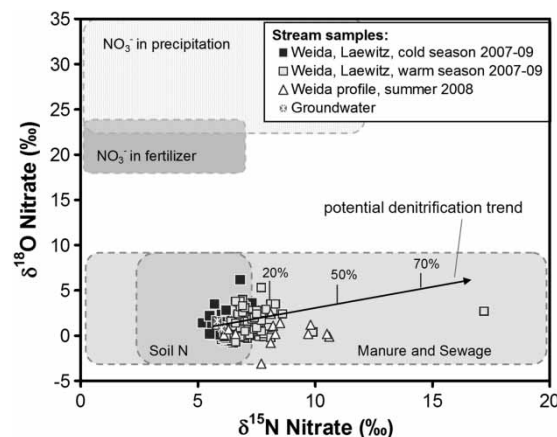 35
30
25
20
15
10
5
0
-5
δ¹⁸O Nitrate (‰)
NO₃⁻ in precipitation
NO₃⁻ in fertilizer
Stream samples:
Weida, Laewitz, cold season 2007-09
Weida, Laewitz, warm season 2007-09
Weida profile, summer 2008
Groundwater
potential denitrification trend
20%
50%
70%
Soil N
Manure and Sewage
0
5
10
15
20
δ¹⁵N Nitrate (‰)